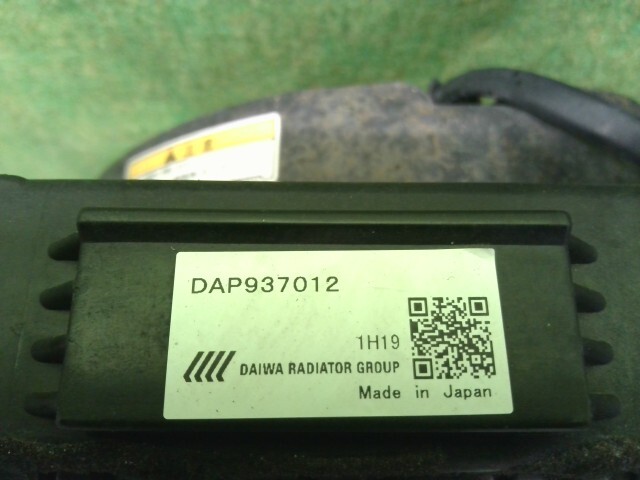 DAP937012
1H19
DAIWA RADIATOR GROUP
Made in Japan